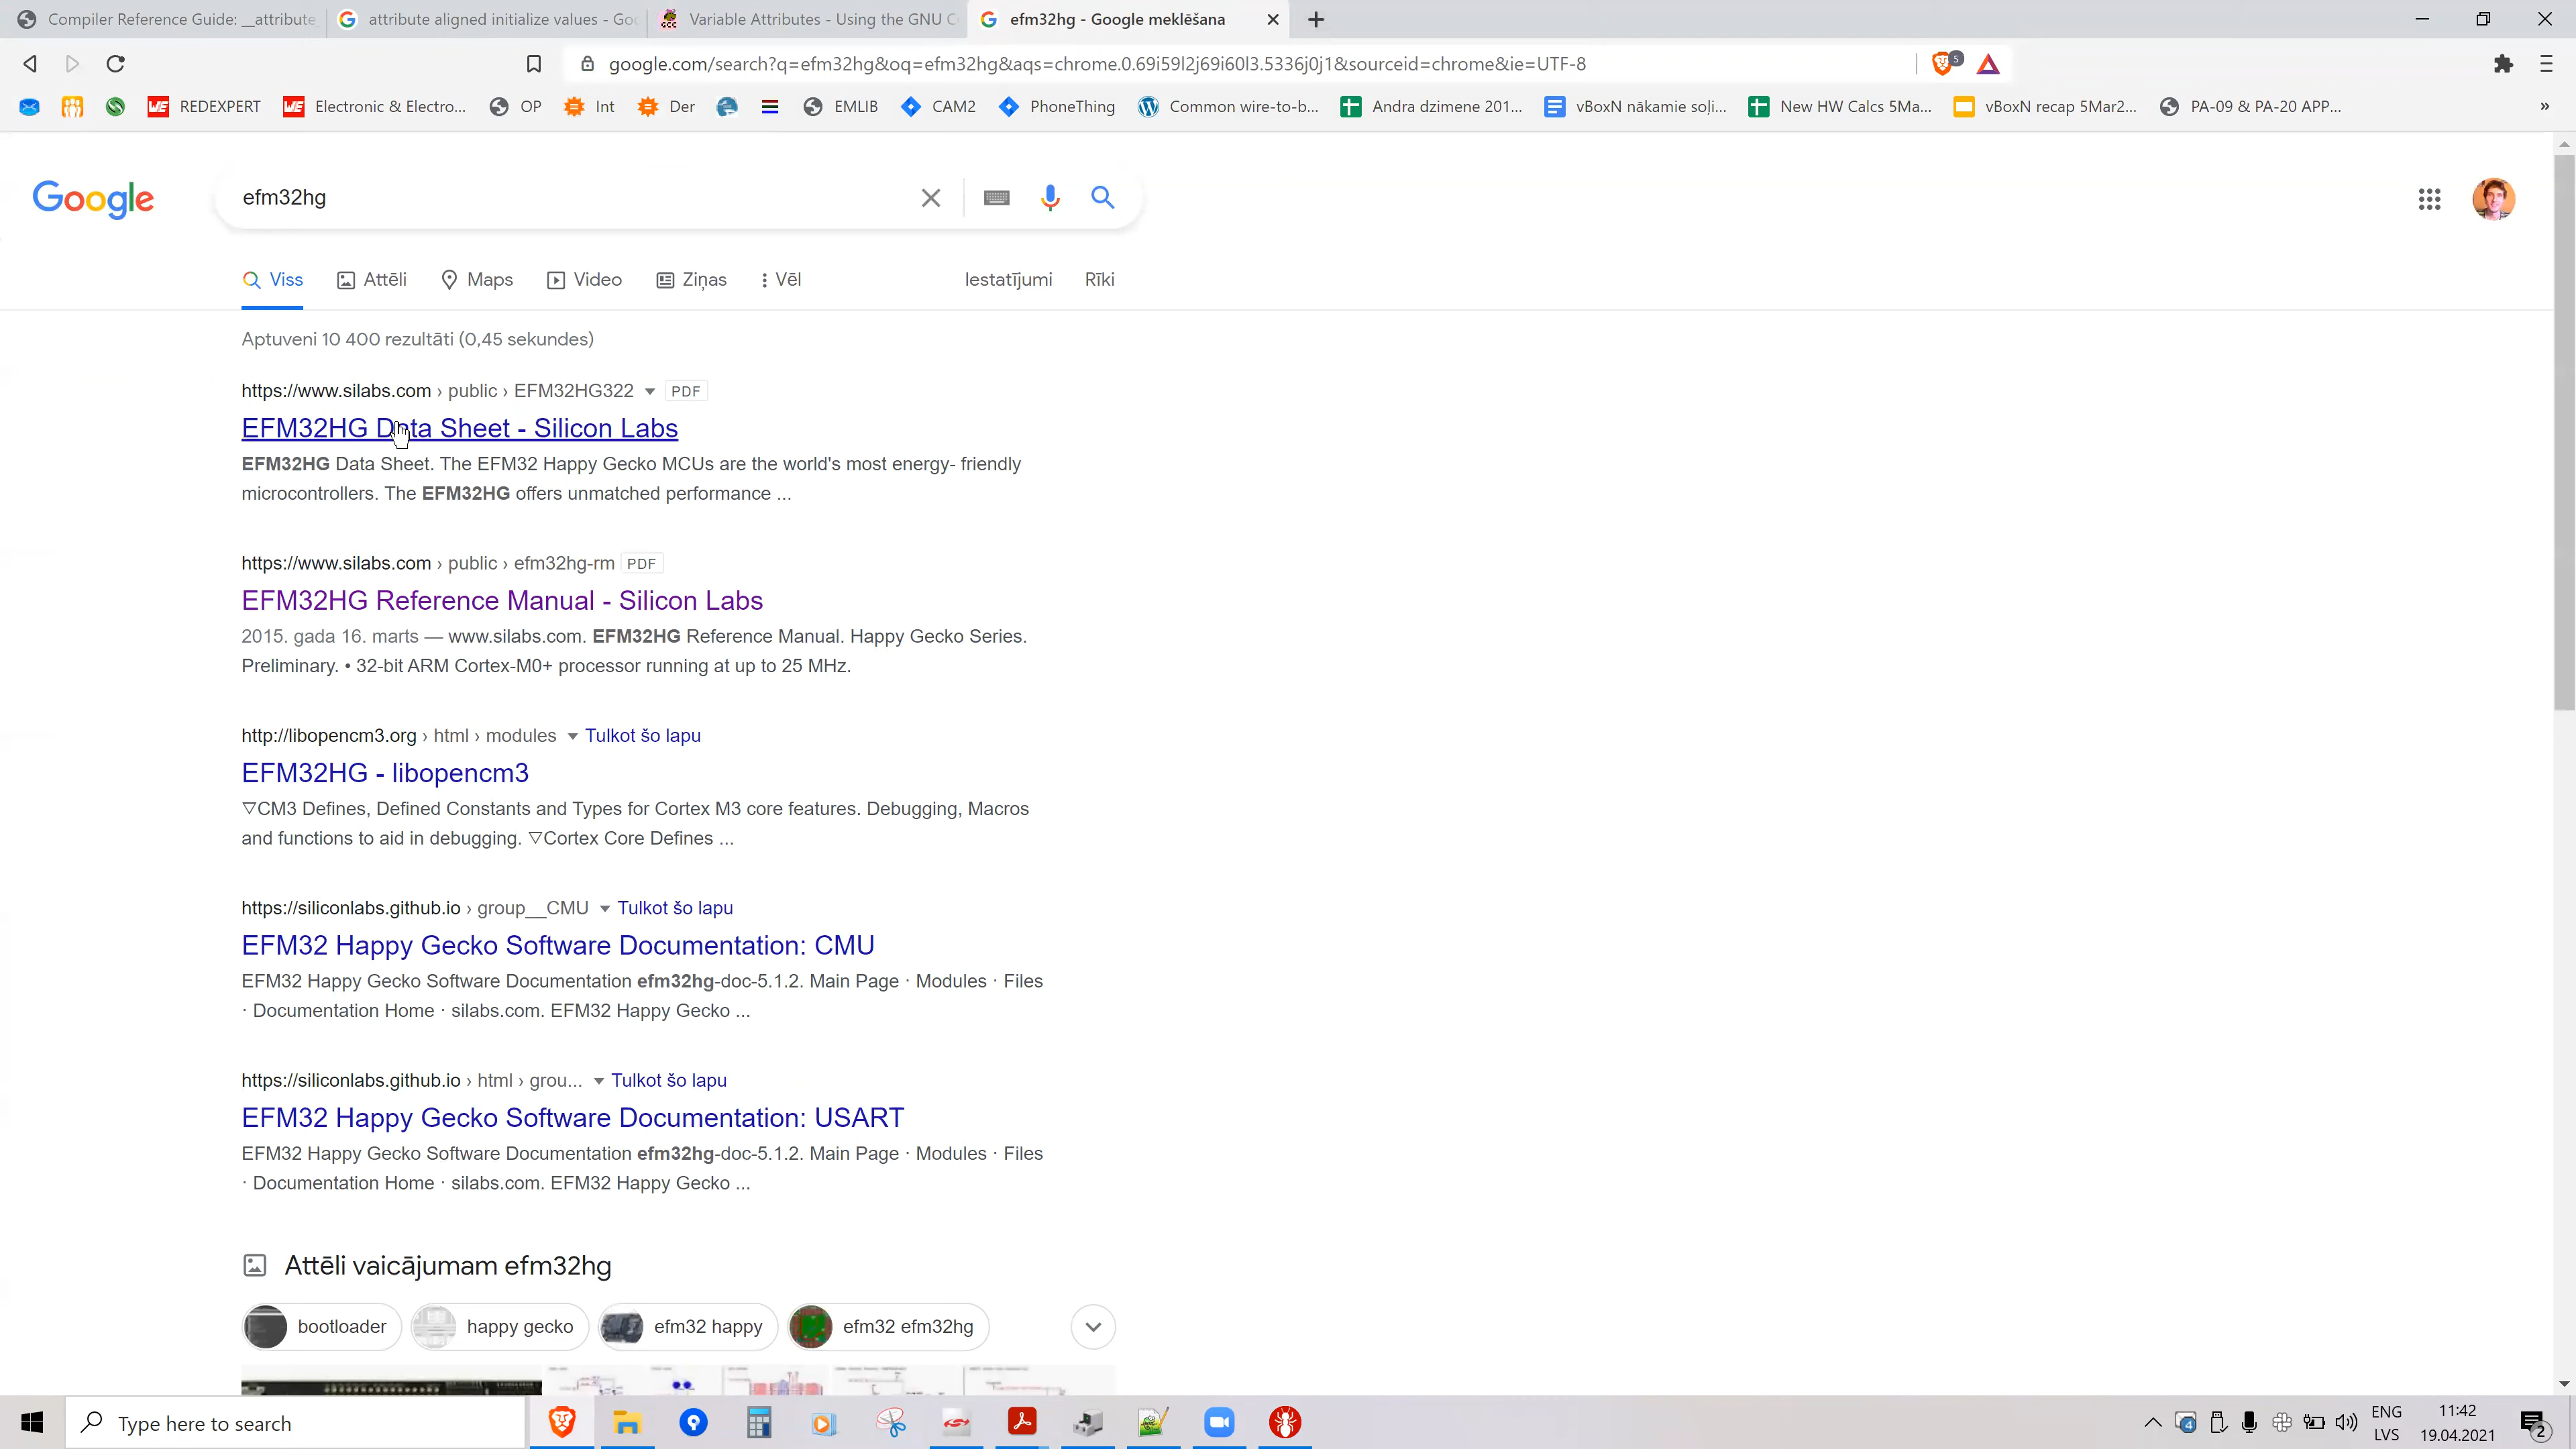 Compiler Reference Guide: __attribute
attribute aligned initialize values - Goo
Variable Attributes - Using the GNU C
efm32hg - Google meklēšana
google.com/search?q=efm32hg&oq=efm32hg&aqs=chrome.0.69i59l2j69i60l3.5336j0j1&sourceid=chrome&ie=UTF-8
5
REDEXPERT
Electronic & Electro...
OP
Int
Der
EMLIB
CAM2
PhoneThing
Common wire-to-b...
Andra dzimene 201...
vBoxN nākamie soļi...
New HW Calcs 5Ma...
vBoxN recap 5Mar2...
PA-09 & PA-20 APP...
»
Google
efm32hg
Viss
Attēli
Maps
Video
Ziņas
Vēl
Iestatījumi
Rīki
Aptuveni 10 400 rezultāti (0,45 sekundes)
https://www.silabs.com › public › EFM32HG322 PDF
EFM32HG Data Sheet - Silicon Labs
EFM32HG Data Sheet. The EFM32 Happy Gecko MCUs are the world's most energy- friendly
microcontrollers. The EFM32HG offers unmatched performance ...
https://www.silabs.com › public › efm32hg-rm PDF
EFM32HG Reference Manual - Silicon Labs
2015. gada 16. marts — www.silabs.com. EFM32HG Reference Manual. Happy Gecko Series.
Preliminary. • 32-bit ARM Cortex-M0+ processor running at up to 25 MHz.
http://libopencm3.org › html › modules Tulkot šo lapu
EFM32HG - libopencm3
▽CM3 Defines, Defined Constants and Types for Cortex M3 core features. Debugging, Macros
and functions to aid in debugging. ▽Cortex Core Defines ...
https://siliconlabs.github.io › group__CMU Tulkot šo lapu
EFM32 Happy Gecko Software Documentation: CMU
EFM32 Happy Gecko Software Documentation efm32hg-doc-5.1.2. Main Page · Modules · Files
· Documentation Home · silabs.com. EFM32 Happy Gecko ...
https://siliconlabs.github.io › html › grou... Tulkot šo lapu
EFM32 Happy Gecko Software Documentation: USART
EFM32 Happy Gecko Software Documentation efm32hg-doc-5.1.2. Main Page · Modules · Files
· Documentation Home · silabs.com. EFM32 Happy Gecko ...
Attēli vaicājumam efm32hg
bootloader
happy gecko
efm32 happy
efm32 efm32hg
Type here to search
4
ENG
LVS
11:42
19.04.2021
2